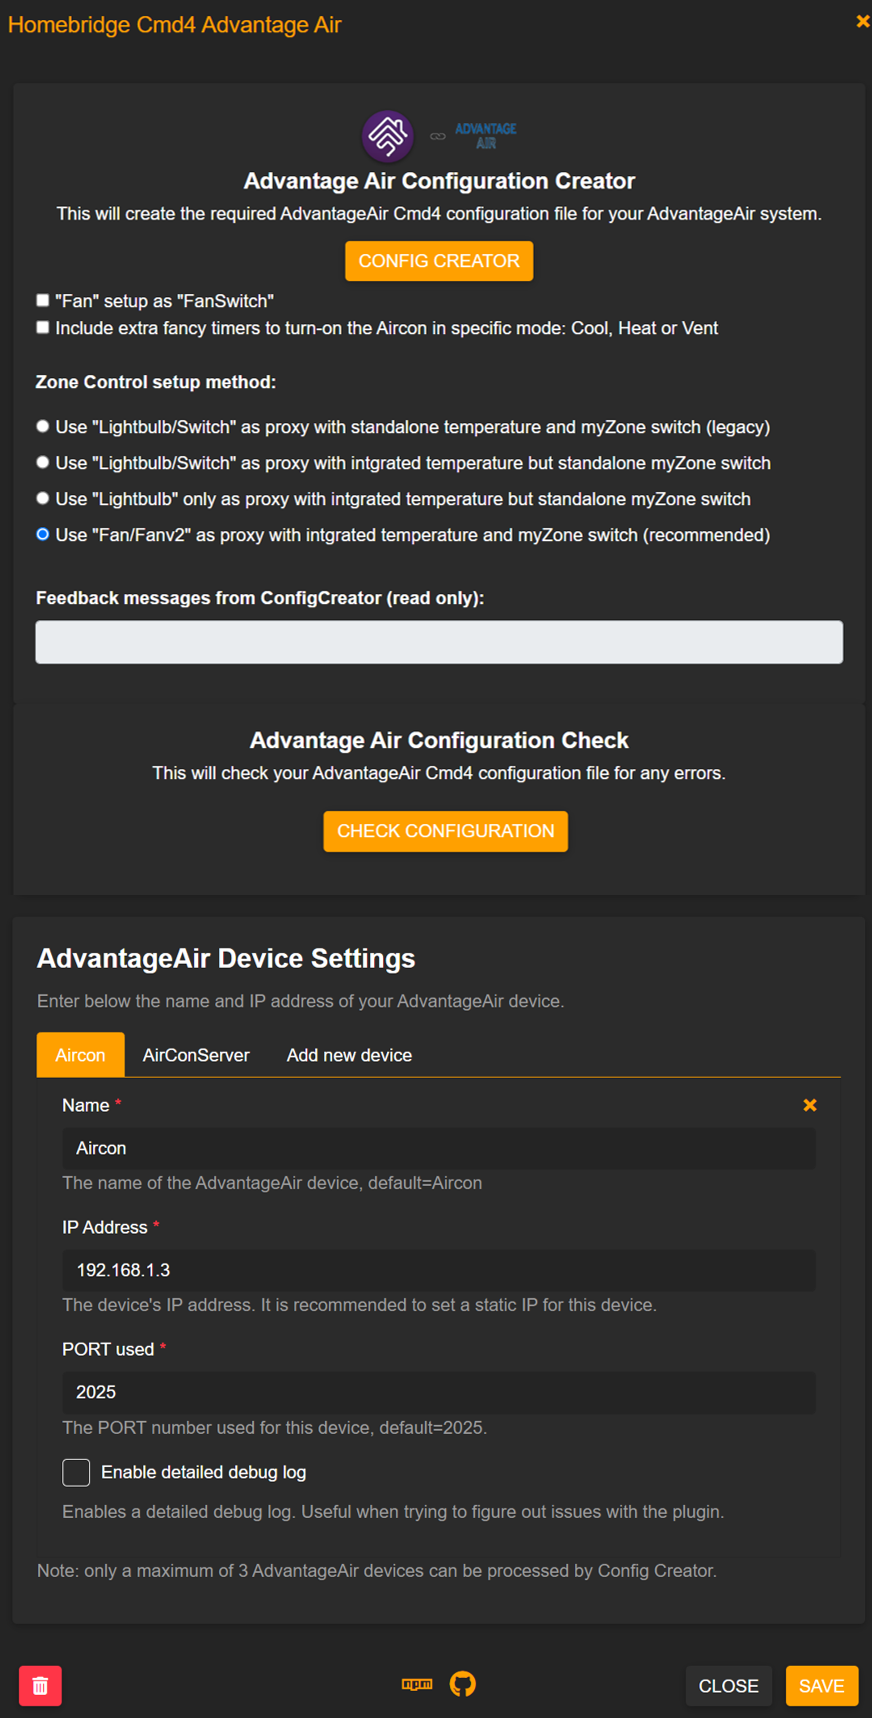 Homebridge Cmd4 Advantage Air
ADVANTAGE
AIR
Advantage Air Configuration Creator
This will create the required AdvantageAir Cmd4 configuration file for your AdvantageAir system.
CONFIG CREATOR
"Fan" setup as "FanSwitch"
Include extra fancy timers to turn-on the Aircon in specific mode: Cool, Heat or Vent
Zone Control setup method:
Use "Lightbulb/Switch" as proxy with standalone temperature and myZone switch (legacy)
Use "Lightbulb/Switch" as proxy with intgrated temperature but standalone myZone switch
Use "Lightbulb" only as proxy with intgrated temperature but standalone myZone switch
Use "Fan/Fanv2" as proxy with intgrated temperature and myZone switch (recommended)
Feedback messages from ConfigCreator (read only):
Advantage Air Configuration Check
This will check your AdvantageAir Cmd4 configuration file for any errors.
CHECK CONFIGURATION
AdvantageAir Device Settings
Enter below the name and IP address of your AdvantageAir device.
Aircon AirConServer Add new device
Name *
Aircon
The name of the AdvantageAir device, default=Aircon
IP Address *
192.168.1.3
The device's IP address. It is recommended to set a static IP for this device.
PORT used *
2025
The PORT number used for this device, default=2025.
Enable detailed debug log
Enables a detailed debug log. Useful when trying to figure out issues with the plugin.
Note: only a maximum of 3 AdvantageAir devices can be processed by Config Creator.
npm CLOSE SAVE